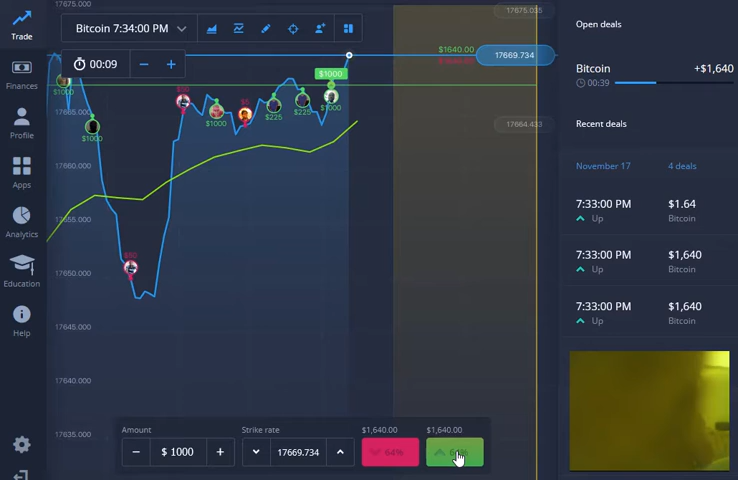 Trade
Finances
Profile
Apps
Analytics
Education
Help
Bitcoin 7:34:00 PM
00:09
17675.000
17665.000
17660.000
17655.000
17650.000
17645.000
17640.000
17635.000
$1000
$1000
$1000
$225
$225
$1000
$1000
$1640.00
17669.734
17664.433
Amount
$ 1000
Strike rate
17669.734
$1,640.00
64%
$1,640.00
Open deals
Bitcoin
+$1,640
00:39
Recent deals
November 17
4 deals
7:33:00 PM
$1.64
Up
Bitcoin
7:33:00 PM
$1,640
Up
Bitcoin
7:33:00 PM
$1,640
Up
Bitcoin